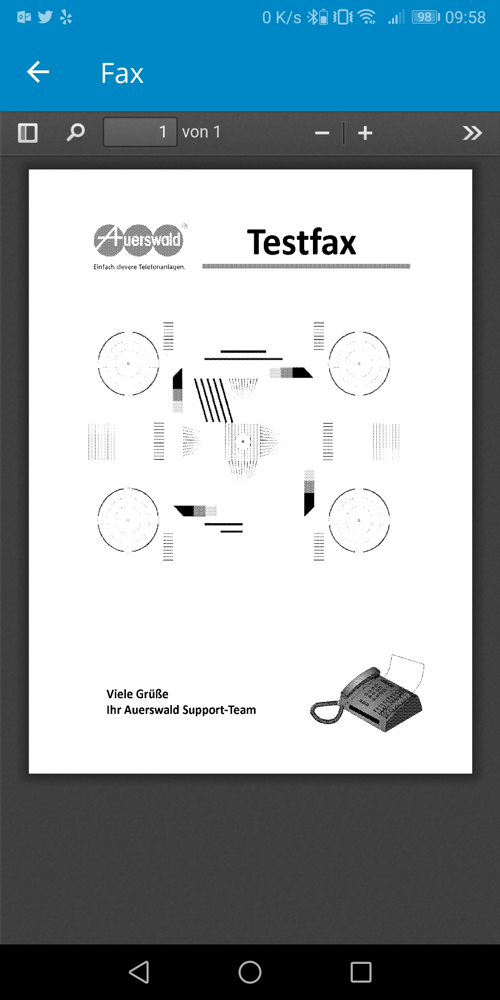 0 K/s 98 09:58
Fax
1 von 1
Auerswald®
Einfach clevere Telefonanlagen.
Testfax
Viele Grüße
Ihr Auerswald Support-Team